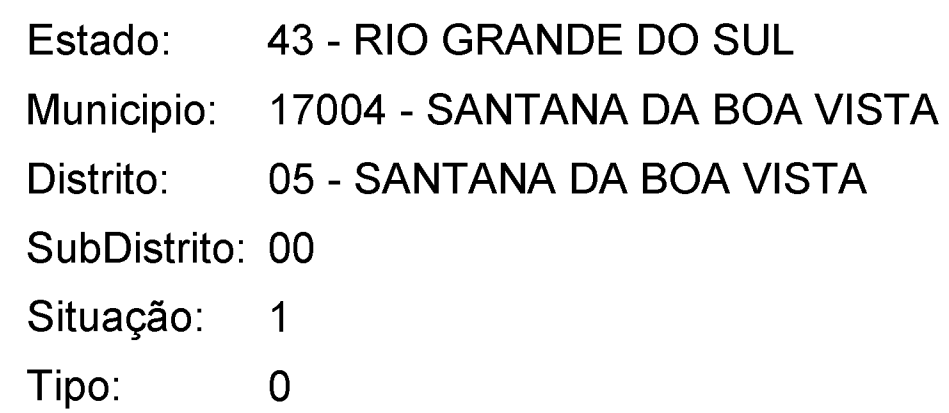 Estado: 43 - RIO GRANDE DO SUL
Municipio: 17004 - SANTANA DA BOA VISTA
Distrito: 05 - SANTANA DA BOA VISTA
SubDistrito: 00
Situação: 1
Tipo: 0